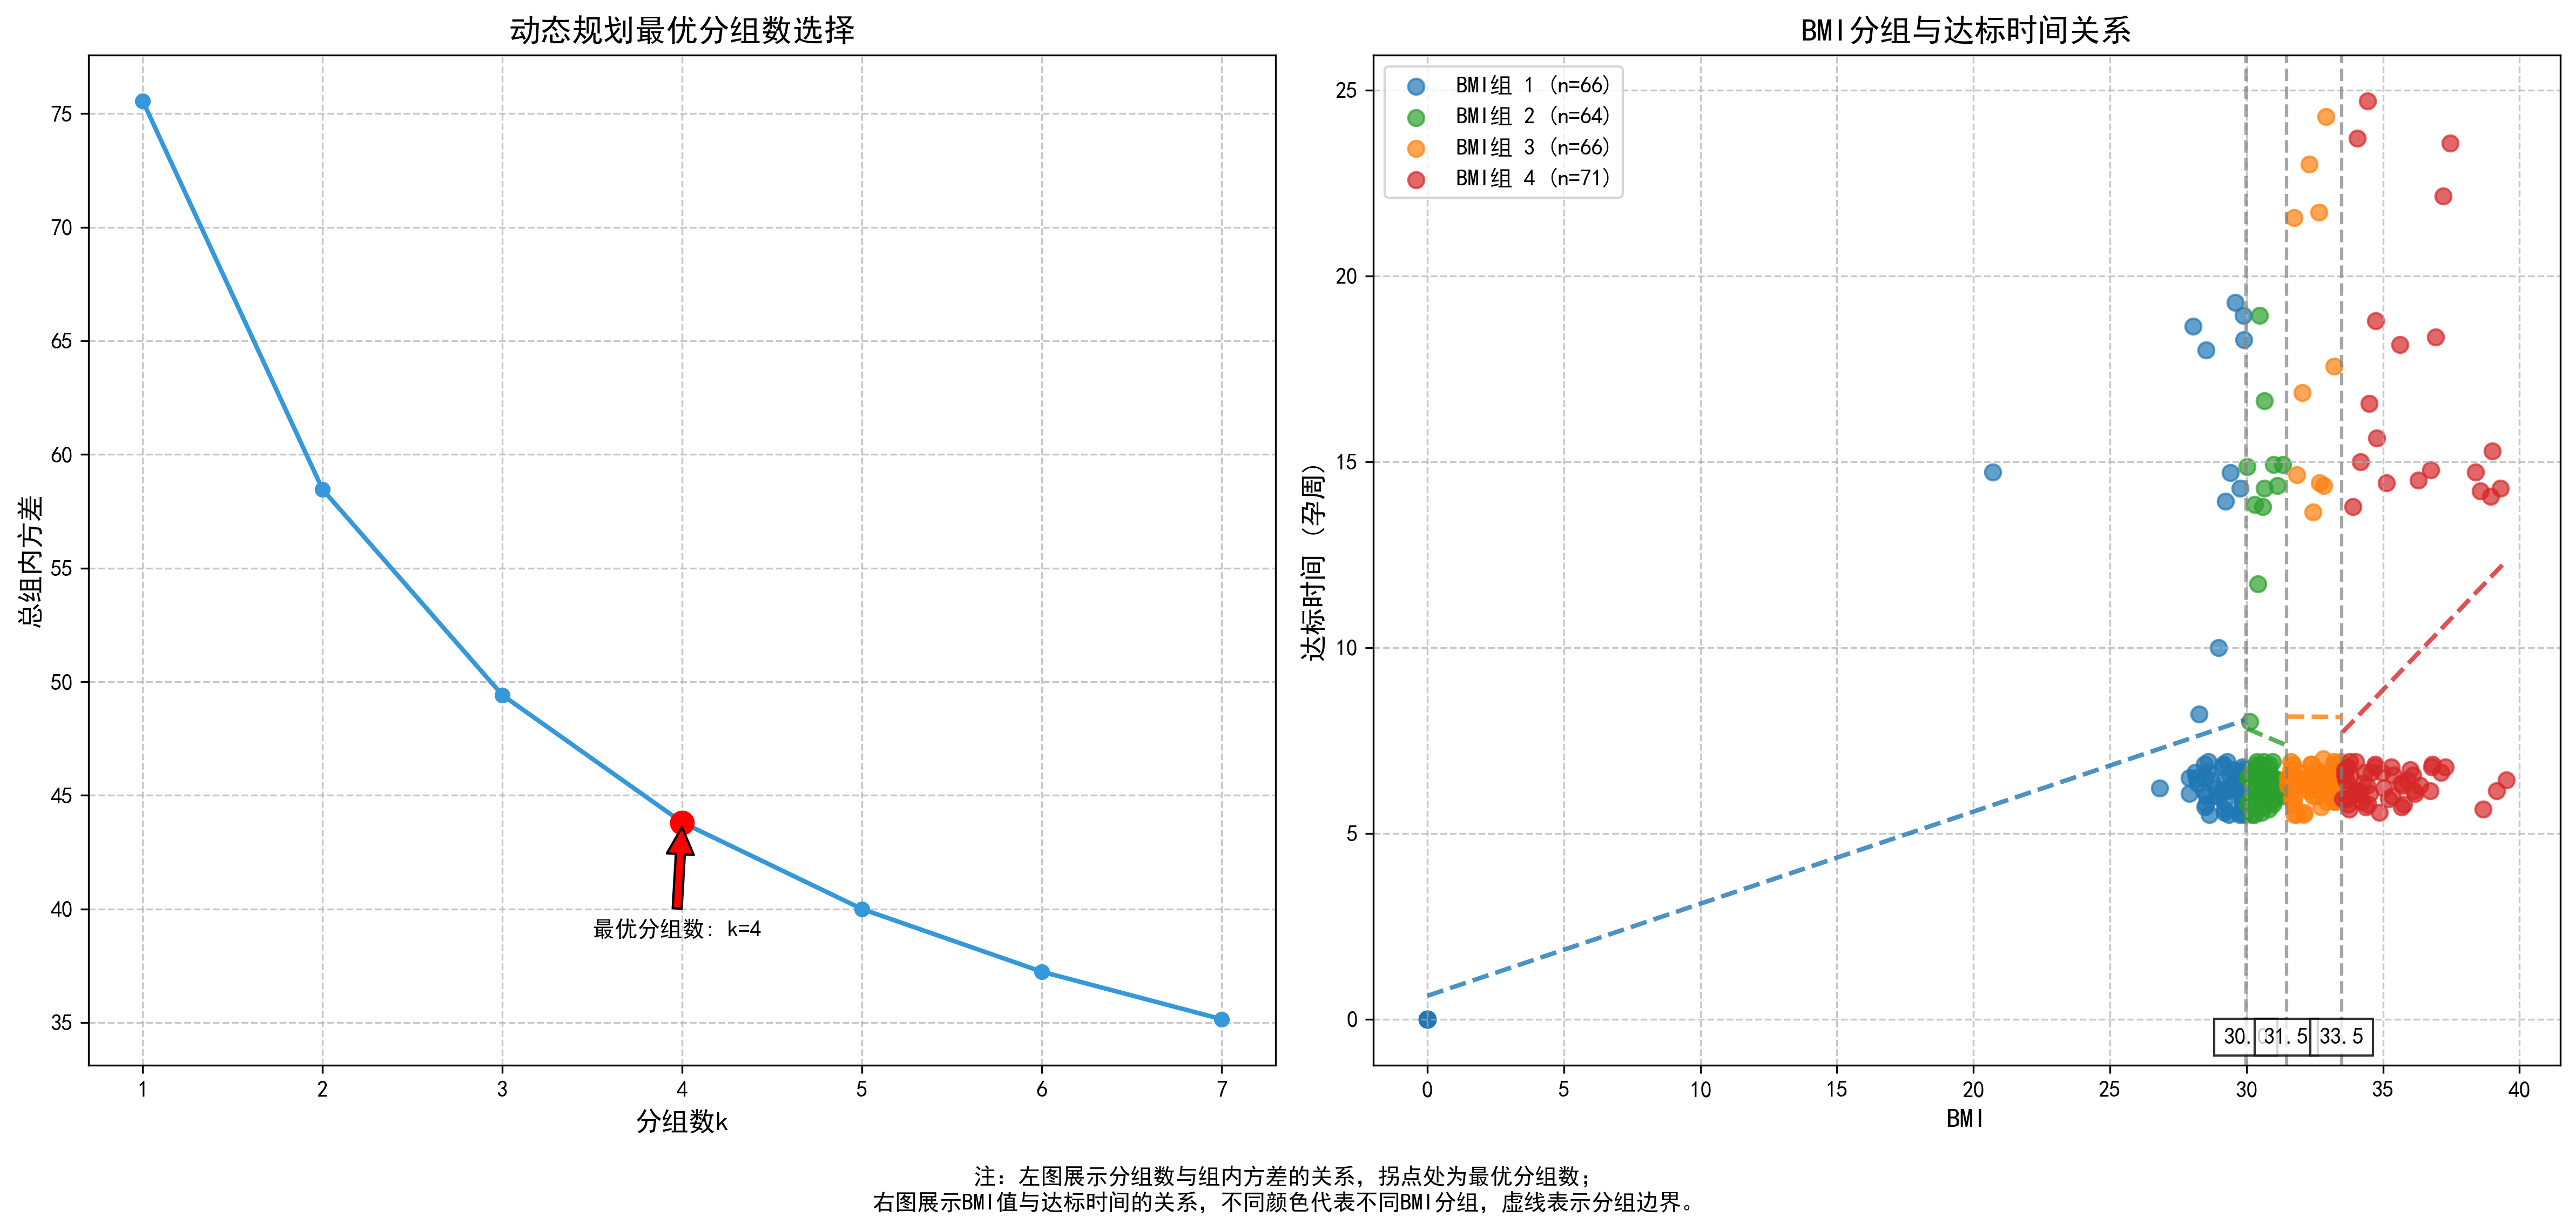 动态规划最优分组数选择
75
70
65
60
55
50
45
40
35
总组内方差
最优分组数: k=4
1 2 3 4 5 6 7
分组数k
BMI分组与达标时间关系
BMI组 1 (n=66)
BMI组 2 (n=64)
BMI组 3 (n=66)
BMI组 4 (n=71)
25
20
15
10
5
0
达标时间 (孕周)
30. 31.5 33.5
0 5 10 15 20 25 30 35 40
BMI
注: 左图展示分组数与组内方差的关系, 拐点处为最优分组数;
右图展示BMI值与达标时间的关系, 不同颜色代表不同BMI分组, 虚线表示分组边界。